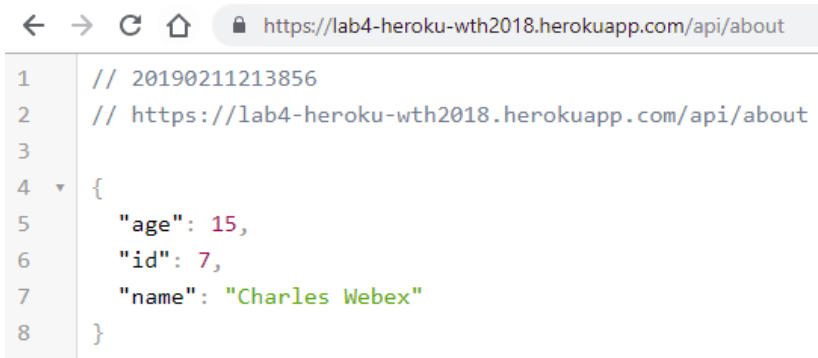 https://lab4-heroku-wth2018.herokuapp.com/api/about
1 // 20190211213856
2 // https://lab4-heroku-wth2018.herokuapp.com/api/about
3
4 {
5 "age": 15,
6 "id": 7,
7 "name": "Charles Webex"
8 }